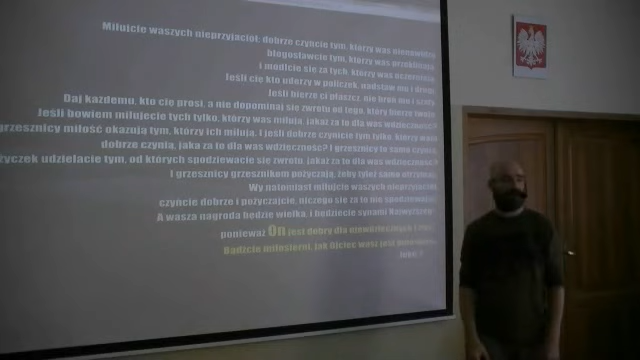 Miłujcie waszych nieprzyjaciół; dobrze czyńcie tym, którzy was nienawidzą
błogosławcie tym, którzy was przeklinają
i módlcie się za tych, którzy was
Jeśli cię kto uderzy w policzek, nadstaw mu i drugi
Jeśli bierze ci płaszcz, nie broń mu i szaty
Daj każdemu, kto cię prosi, a nie dopominaj się zwrotu od tego, który bierze twoje
Jeśli bowiem miłujecie tych tylko, którzy was miłują, jakaż za to dla was wdzięczność?
grzesznicy miłość okazują tym, którzy ich miłują. I jeśli dobrze czynicie tym tylko, którzy wam
dobrze czynią, jaka za to dla was wdzięczność? I grzesznicy to samo czynią.
udzielacie tym, od których spodziewacie się zwrotu, jakaż za to dla was wdzięczność?
I grzesznicy grzesznikom pożyczają, żeby tyleż samo otrzymać.
Wy natomiast miłujcie waszych nieprzyjaciół
czyńcie dobrze i pożyczajcie, niczego się za to nie spodziewając.
A wasza nagroda będzie wielka, i będziecie synami Najwyższego;
ponieważ On jest dobry dla niewdzięcznych i złych.
Bądźcie miłosierni, jak Ojciec wasz jest miłosierny.